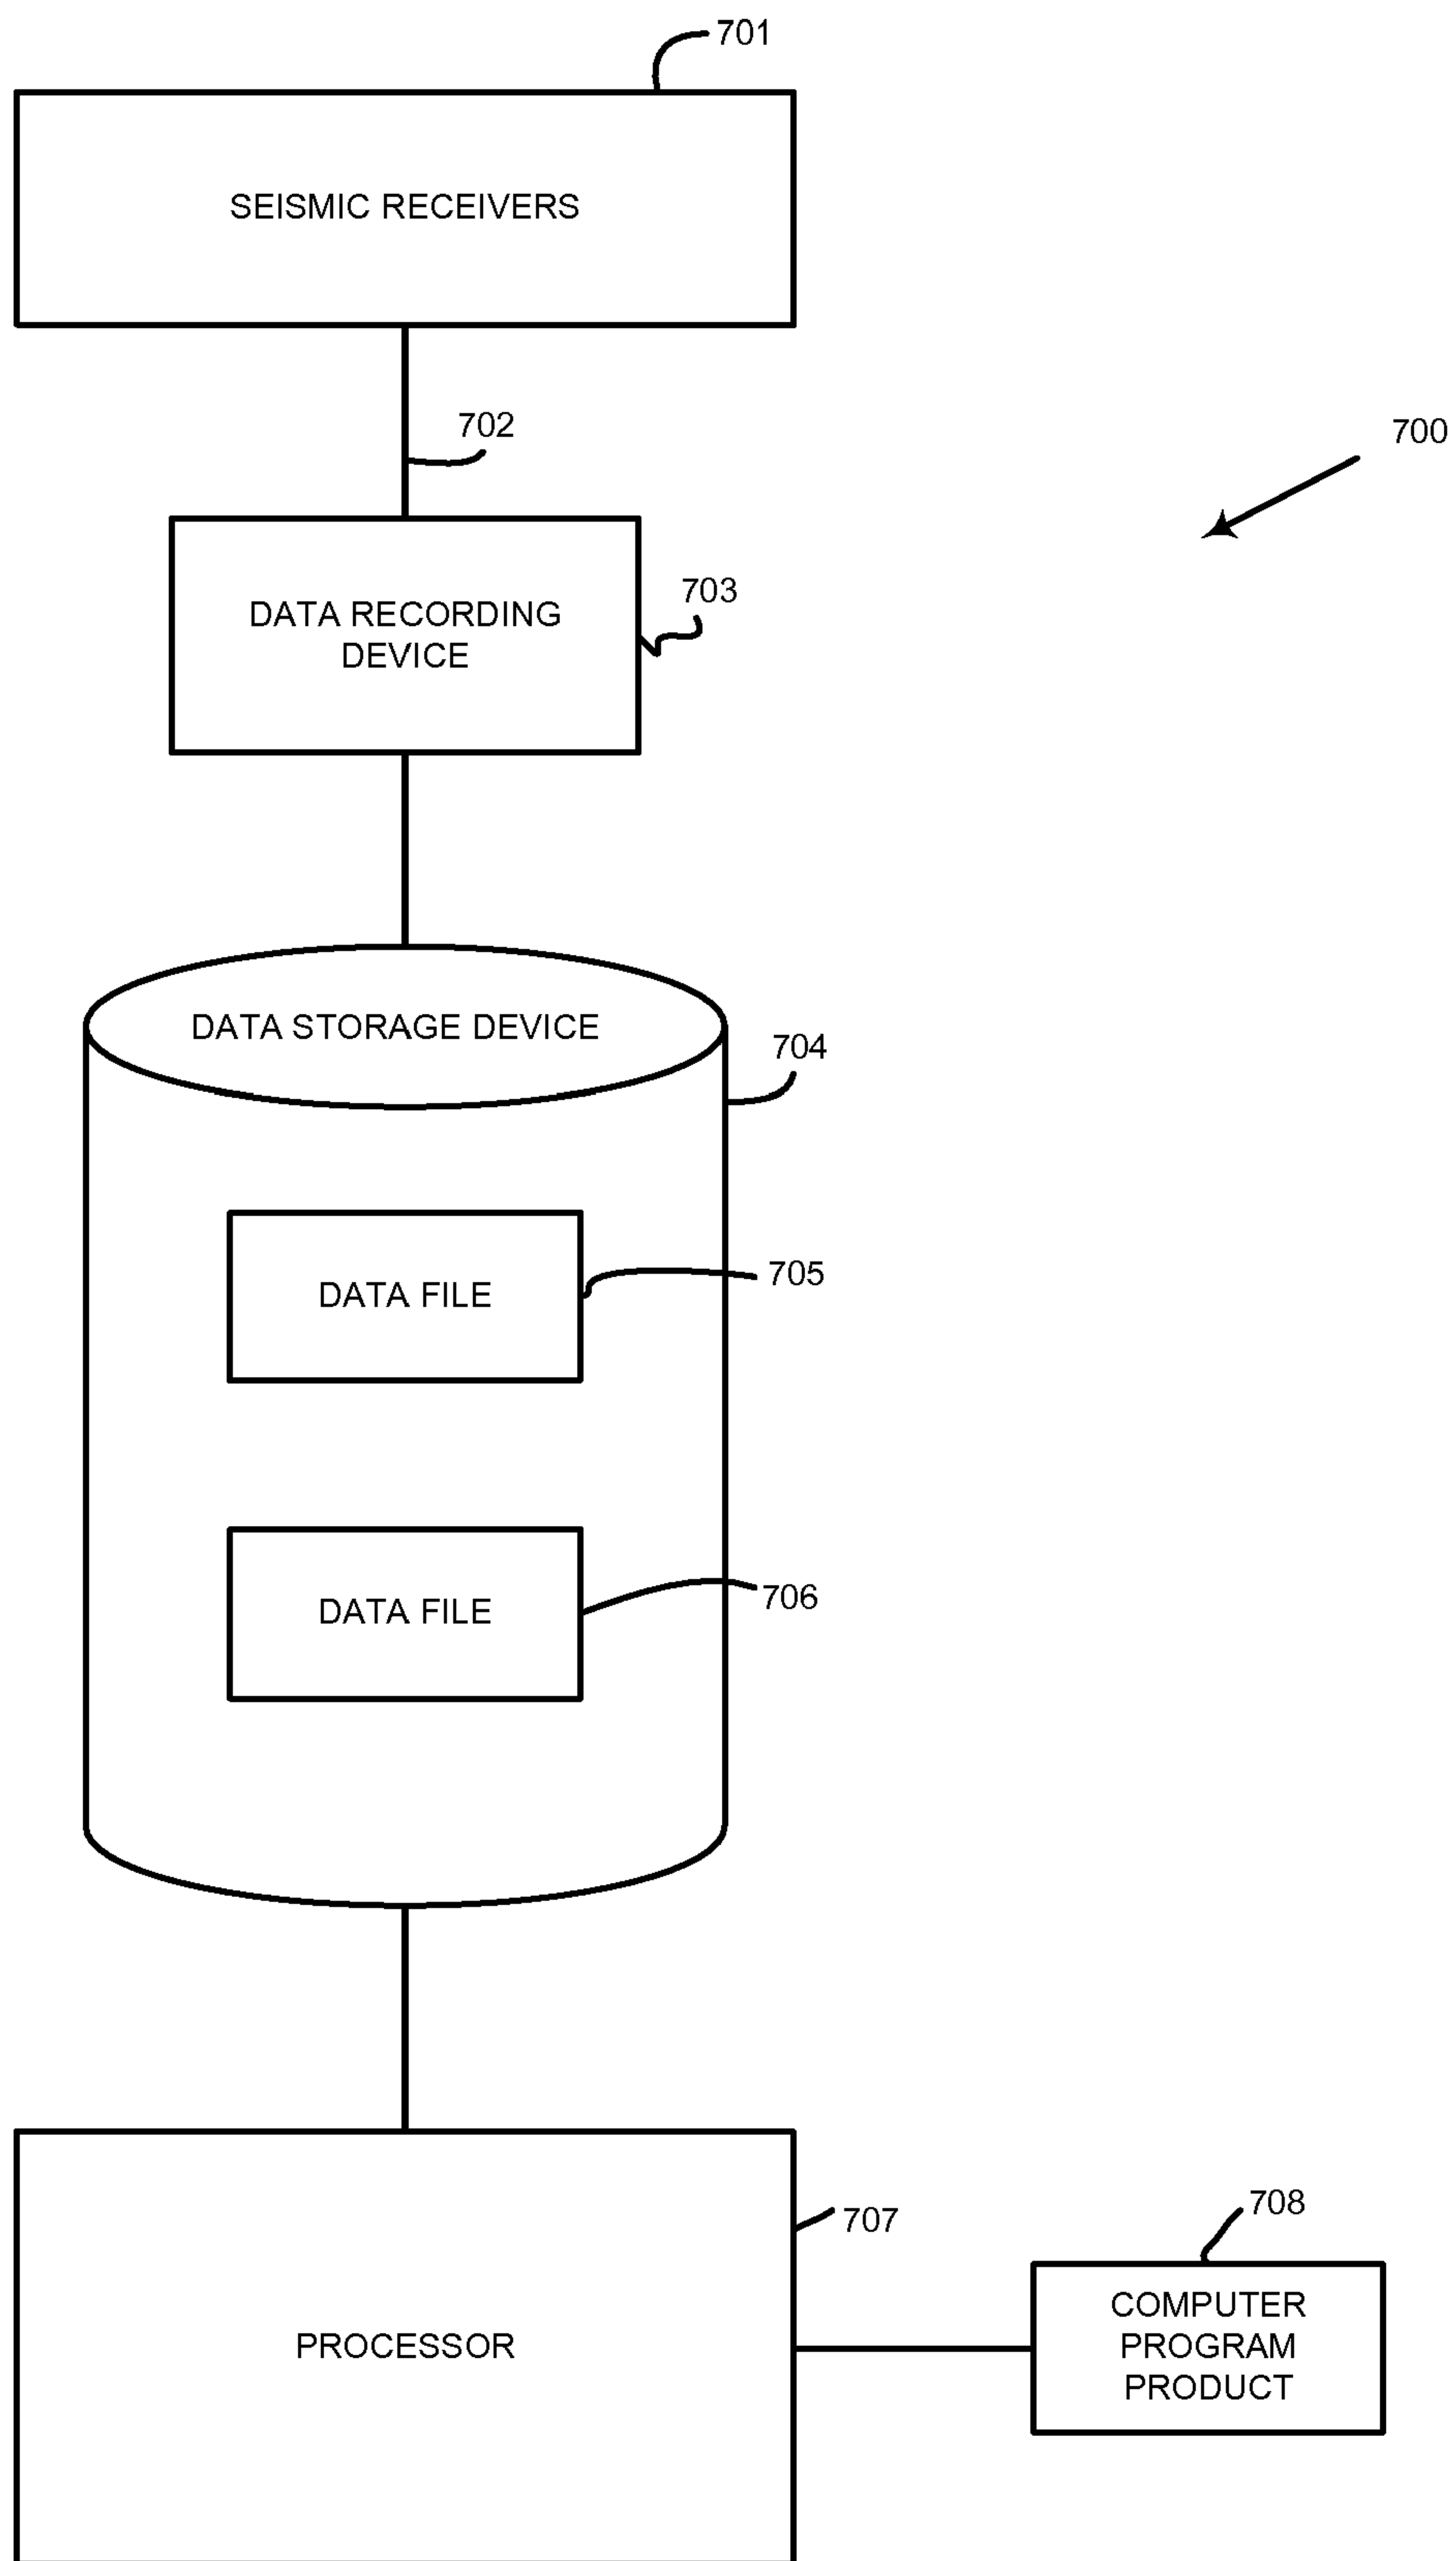 701
SEISMIC RECEIVERS
702
700
703
DATA RECORDING
DEVICE
DATA STORAGE DEVICE
704
705
DATA FILE
706
DATA FILE
707
708
COMPUTER
PROGRAM
PRODUCT
PROCESSOR